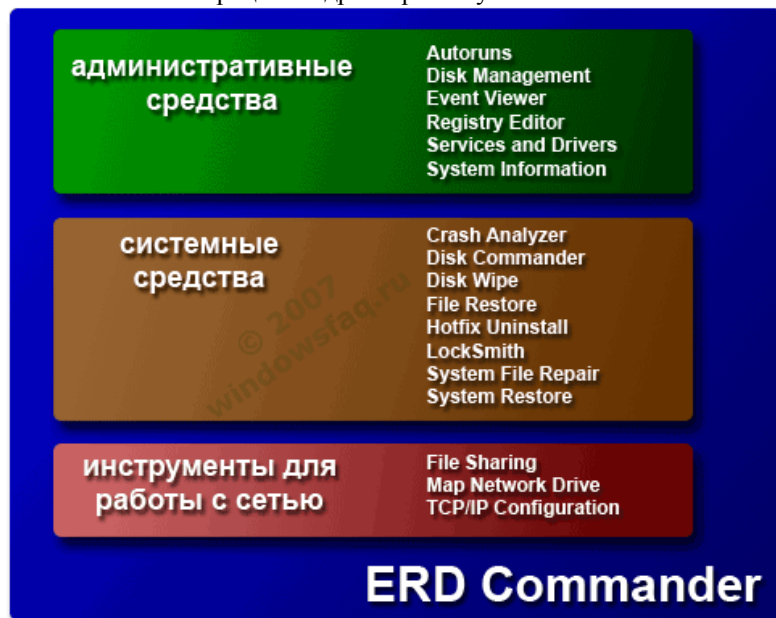 административные
средства
Autoruns
Disk Management
Event Viewer
Registry Editor
Services and Drivers
System Information
системные
средства
Crash Analyzer
Disk Commander
Disk Wipe
File Restore
Hotfix Uninstall
LockSmith
System File Repair
System Restore
© 2007
windowsfaq.ru
инструменты для
работы с сетью
File Sharing
Map Network Drive
TCP/IP Configuration
ERD Commander